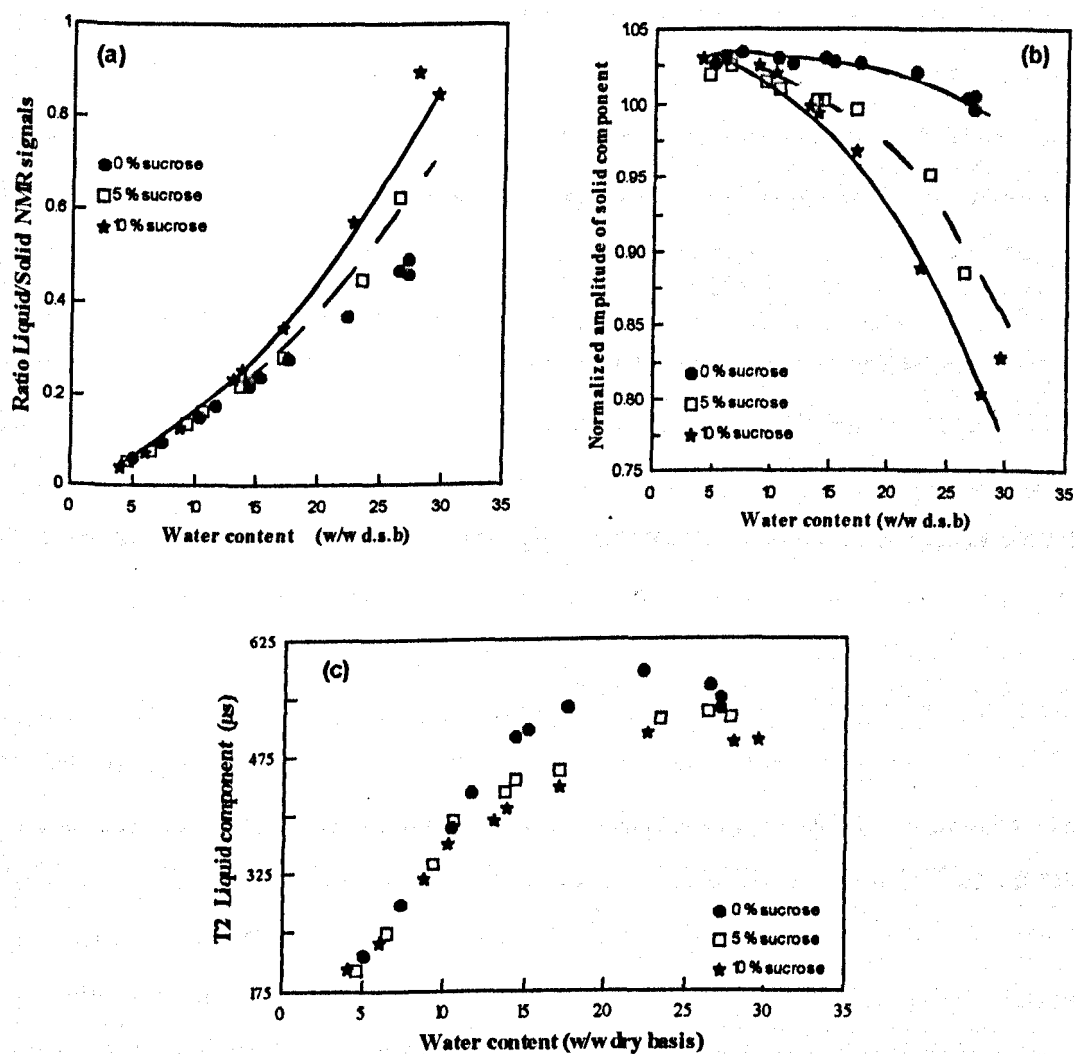 (a)
Ratio Liquid/Solid NMR signals
1
0.8
0.6
0.4
0.2
0
0% sucrose
5% sucrose
10% sucrose
0 5 10 15 20 25 30 35
Water content (w/w d.s.b)
(b)
Normalized amplitude of solid component
1.05
1.00
0.95
0.90
0.85
0.80
0.75
0% sucrose
5% sucrose
10% sucrose
0 5 10 15 20 25 30 35
Water content (w/w d.s.b)
(c)
T2 Liquid component (µs)
625
475
325
175
0% sucrose
5% sucrose
10% sucrose
0 5 10 15 20 25 30 35
Water content (w/w dry basis)